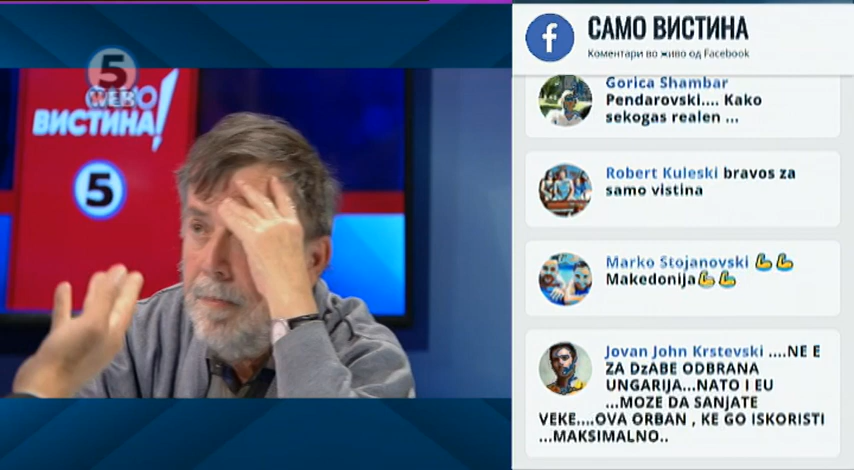 5
WEB
ВИСТИНА!
5
САМО ВИСТИНА
Коментари во живо од Facebook
Gorica Shambar
Pendarovski.... Kako
sekogas realen ...
Robert Kuleski bravos za
samo vistina
Marko Stojanovski 💪💪
Makedonija💪💪
Jovan John Krstevski ....NE E
ZA DzABE ODBRANA
UNGARIJA...NATO I EU
...MOZE DA SANJATE
VEKE....OVA ORBAN , KE GO ISKORISTI
...MAKSIMALNO..